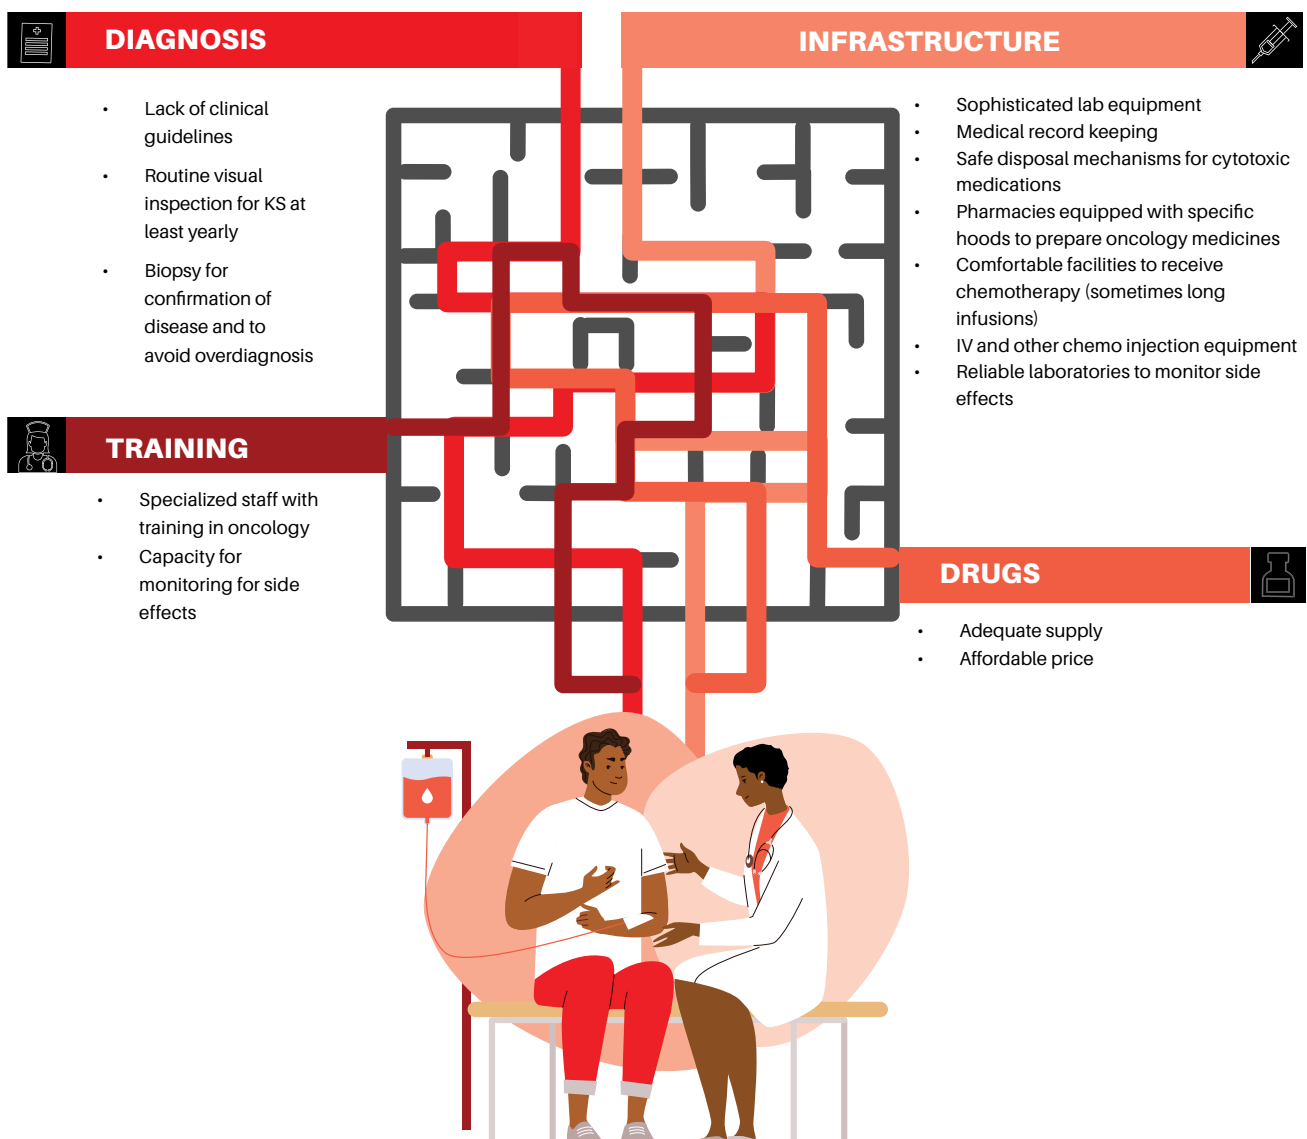 DIAGNOSIS
• Lack of clinical
guidelines
• Routine visual
inspection for KS at
least yearly
• Biopsy for
confirmation of
disease and to
avoid overdiagnosis
INFRASTRUCTURE
• Sophisticated lab equipment
• Medical record keeping
• Safe disposal mechanisms for cytotoxic
medications
• Pharmacies equipped with specific
hoods to prepare oncology medicines
• Comfortable facilities to receive
chemotherapy (sometimes long
infusions)
• IV and other chemo injection equipment
• Reliable laboratories to monitor side
effects
TRAINING
• Specialized staff with
training in oncology
• Capacity for
monitoring for side
effects
DRUGS
• Adequate supply
• Affordable price